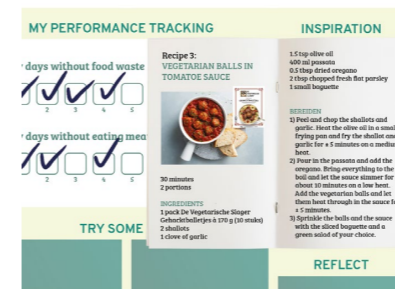 MY PERFORMANCE TRACKING
INSPIRATION
days without food waste
2 3 4 5
days without eating meat
2 3 4 5
TRY SOME
Recipe 3:
VEGETARIAN BALLS IN
TOMATOE SAUCE
30 minutes
2 portions
INGREDIENTS
1 pack De Vegetarische Slager
Gehacktballetjes à 170 g (10 stuks)
2 shallots
1 clove of garlic
1.5 tsp olive oil
400 ml passata
0.5 tbsp dried oregano
2 tbsp chopped fresh flat parsley
1 small baguette
BEREIDEN
1) Peel and chop the shallots and
garlic. Heat the olive oil in a small
frying pan and fry the shallot and
garlic for ± 5 minutes on a medium
heat.
2) Pour in the passata and add the
oregano. Bring everything to the
boil and let the sauce simmer for
about 10 minutes on a low heat.
Add the vegetarian balls and let
them heat through in the sauce for
± 5 minutes.
3) Sprinkle the balls and the sauce
with the sliced baguette and a
green salad of your choice.
REFLECT